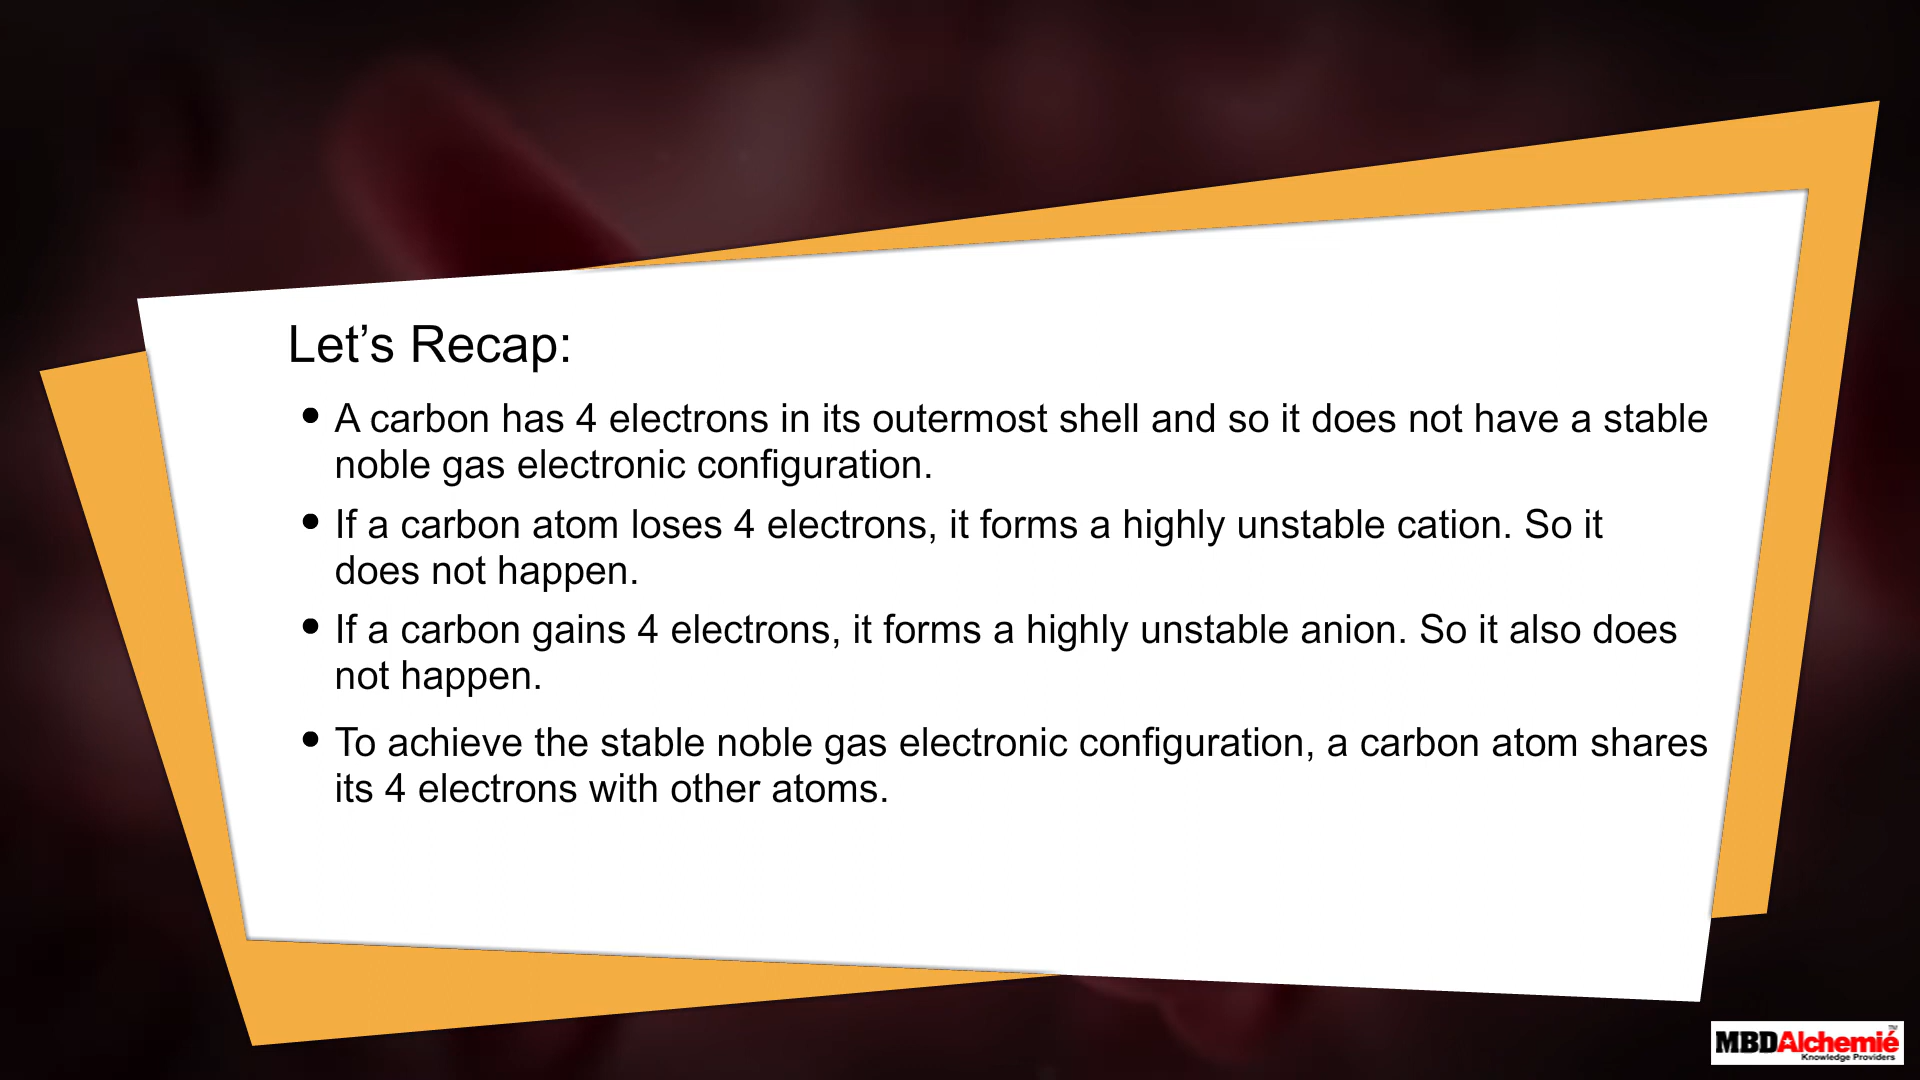 Let’s Recap:
• A carbon has 4 electrons in its outermost shell and so it does not have a stable
noble gas electronic configuration.
• If a carbon atom loses 4 electrons, it forms a highly unstable cation. So it
does not happen.
• If a carbon gains 4 electrons, it forms a highly unstable anion. So it also does
not happen.
• To achieve the stable noble gas electronic configuration, a carbon atom shares
its 4 electrons with other atoms.
MBDAlchemié™
Knowledge Providers